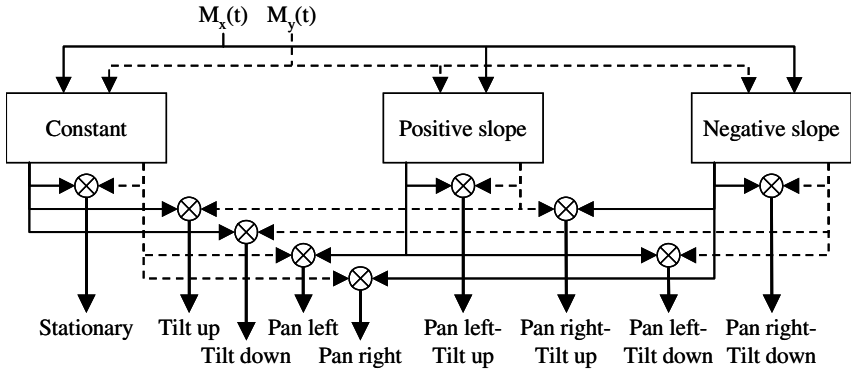 Mx(t) My(t)
Constant
Positive slope
Negative slope
Stationary
Tilt up
Tilt down
Pan left
Pan right
Pan left-
Tilt up
Pan right-
Tilt up
Pan left-
Tilt down
Pan right-
Tilt down